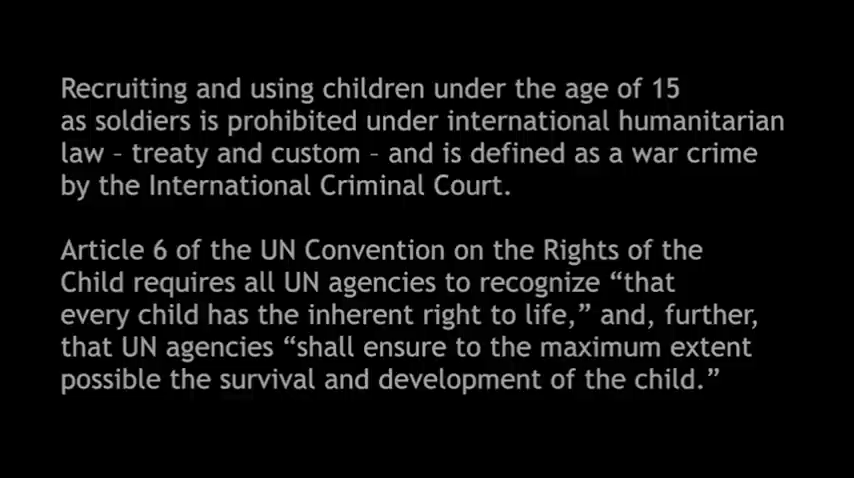 Recruiting and using children under the age of 15
as soldiers is prohibited under international humanitarian
law – treaty and custom – and is defined as a war crime
by the International Criminal Court.
Article 6 of the UN Convention on the Rights of the
Child requires all UN agencies to recognize “that
every child has the inherent right to life,” and, further,
that UN agencies “shall ensure to the maximum extent
possible the survival and development of the child.”